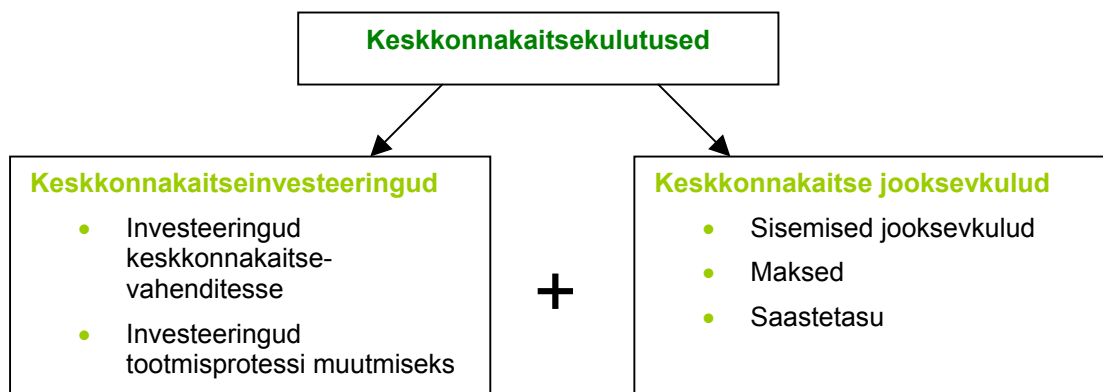 Keskkonnakaitsekulutused
Keskkonnakaitseinvesteeringud
• Investeeringud
keskkonnakaitse-
vahenditesse
• Investeeringud
tootmisprotessi muutmiseks
+
Keskkonnakaitse jooksevkulud
• Sisemised jooksevkulud
• Maksed
• Saastetasu